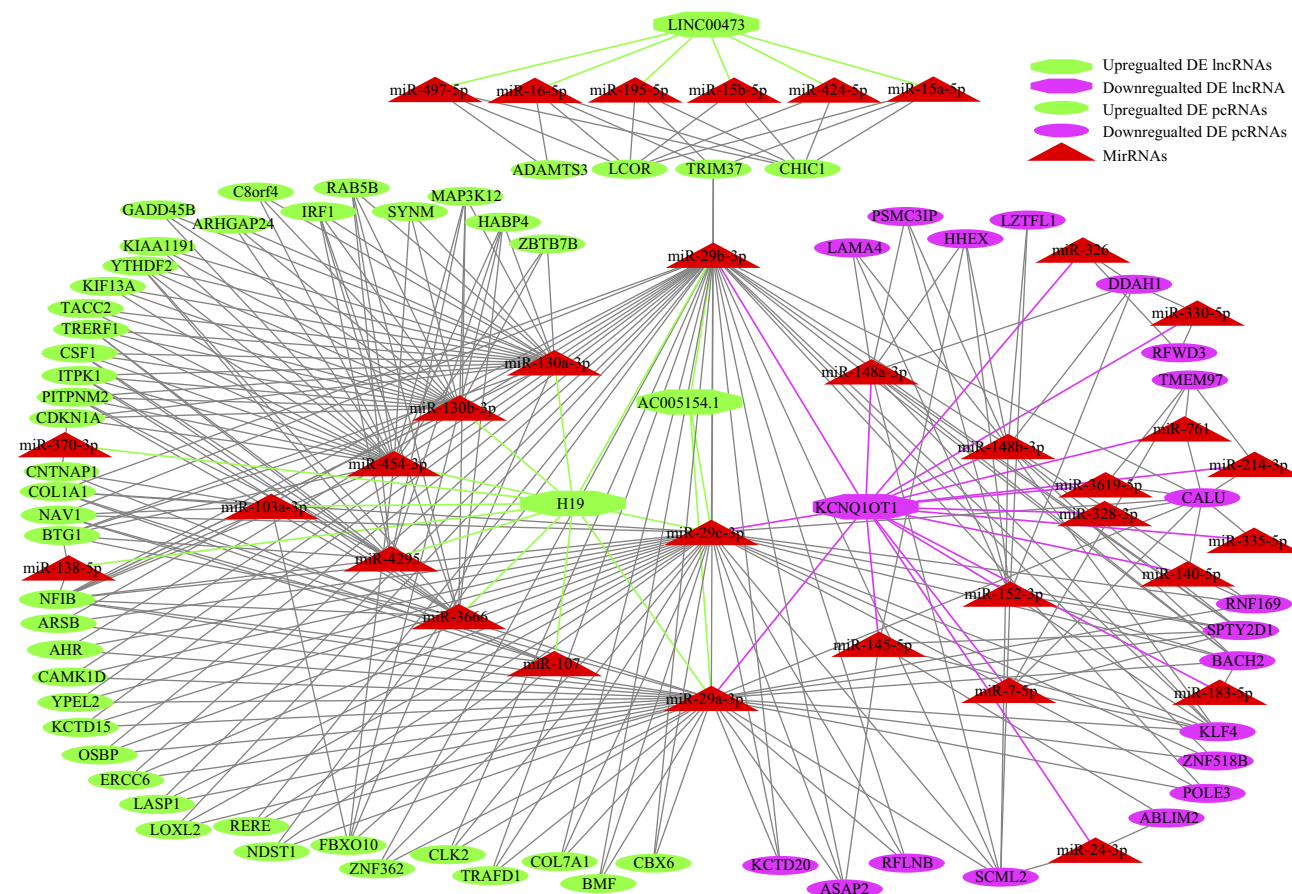 LINC00473
Upregualted DE lncRNAs
Downregualted DE lncRNA
Upregualted DE pcRNAs
Downregualted DE pcRNAs
MirRNAs
miR-497-5p
miR-16-5p
miR-195-5p
miR-15b-5p
miR-424-5p
miR-15a-5p
ADAMTS3
LCOR
TRIM37
CHIC1
C8orf4
RAB5B
MAP3K12
GADD45B
ARHGAP24
IRF1
SYNM
HABP4
ZBTB7B
KIAA1191
YTHDF2
KIF13A
TACC2
TRERF1
CSF1
ITPK1
PITPNM2
CDKN1A
miR-370-3p
CNTNAP1
COL1A1
NAV1
BTG1
miR-138-5p
NFIB
ARSB
AHR
CAMK1D
YPEL2
KCTD15
OSBP
ERCC6
LASP1
LOXL2
RERE
NDST1
FBXO10
ZNF362
CLK2
TRAFD1
COL7A1
BMF
CBX6
miR-29b-3p
miR-130a-3p
miR-130b-3p
miR-454-3p
miR-103a-3p
miR-4295
miR-3666
miR-107
miR-29a-3p
miR-29c-3p
AC005154.1
H19
KCNQ1OT1
PSMC3IP
LZTFL1
LAMA4
HHEX
miR-326
DDAH1
miR-330-5p
RFWD3
TMEM97
miR-148a-3p
miR-148b-3p
miR-761
miR-214-3p
miR-3619-5p
CALU
miR-328-3p
miR-335-5p
miR-140-5p
miR-152-3p
RNF169
SPTY2D1
miR-145-5p
BACH2
miR-7-5p
miR-183-5p
KLF4
ZNF518B
POLE3
ABLIM2
miR-24-3p
KCTD20
ASAP2
RFLNB
SCML2